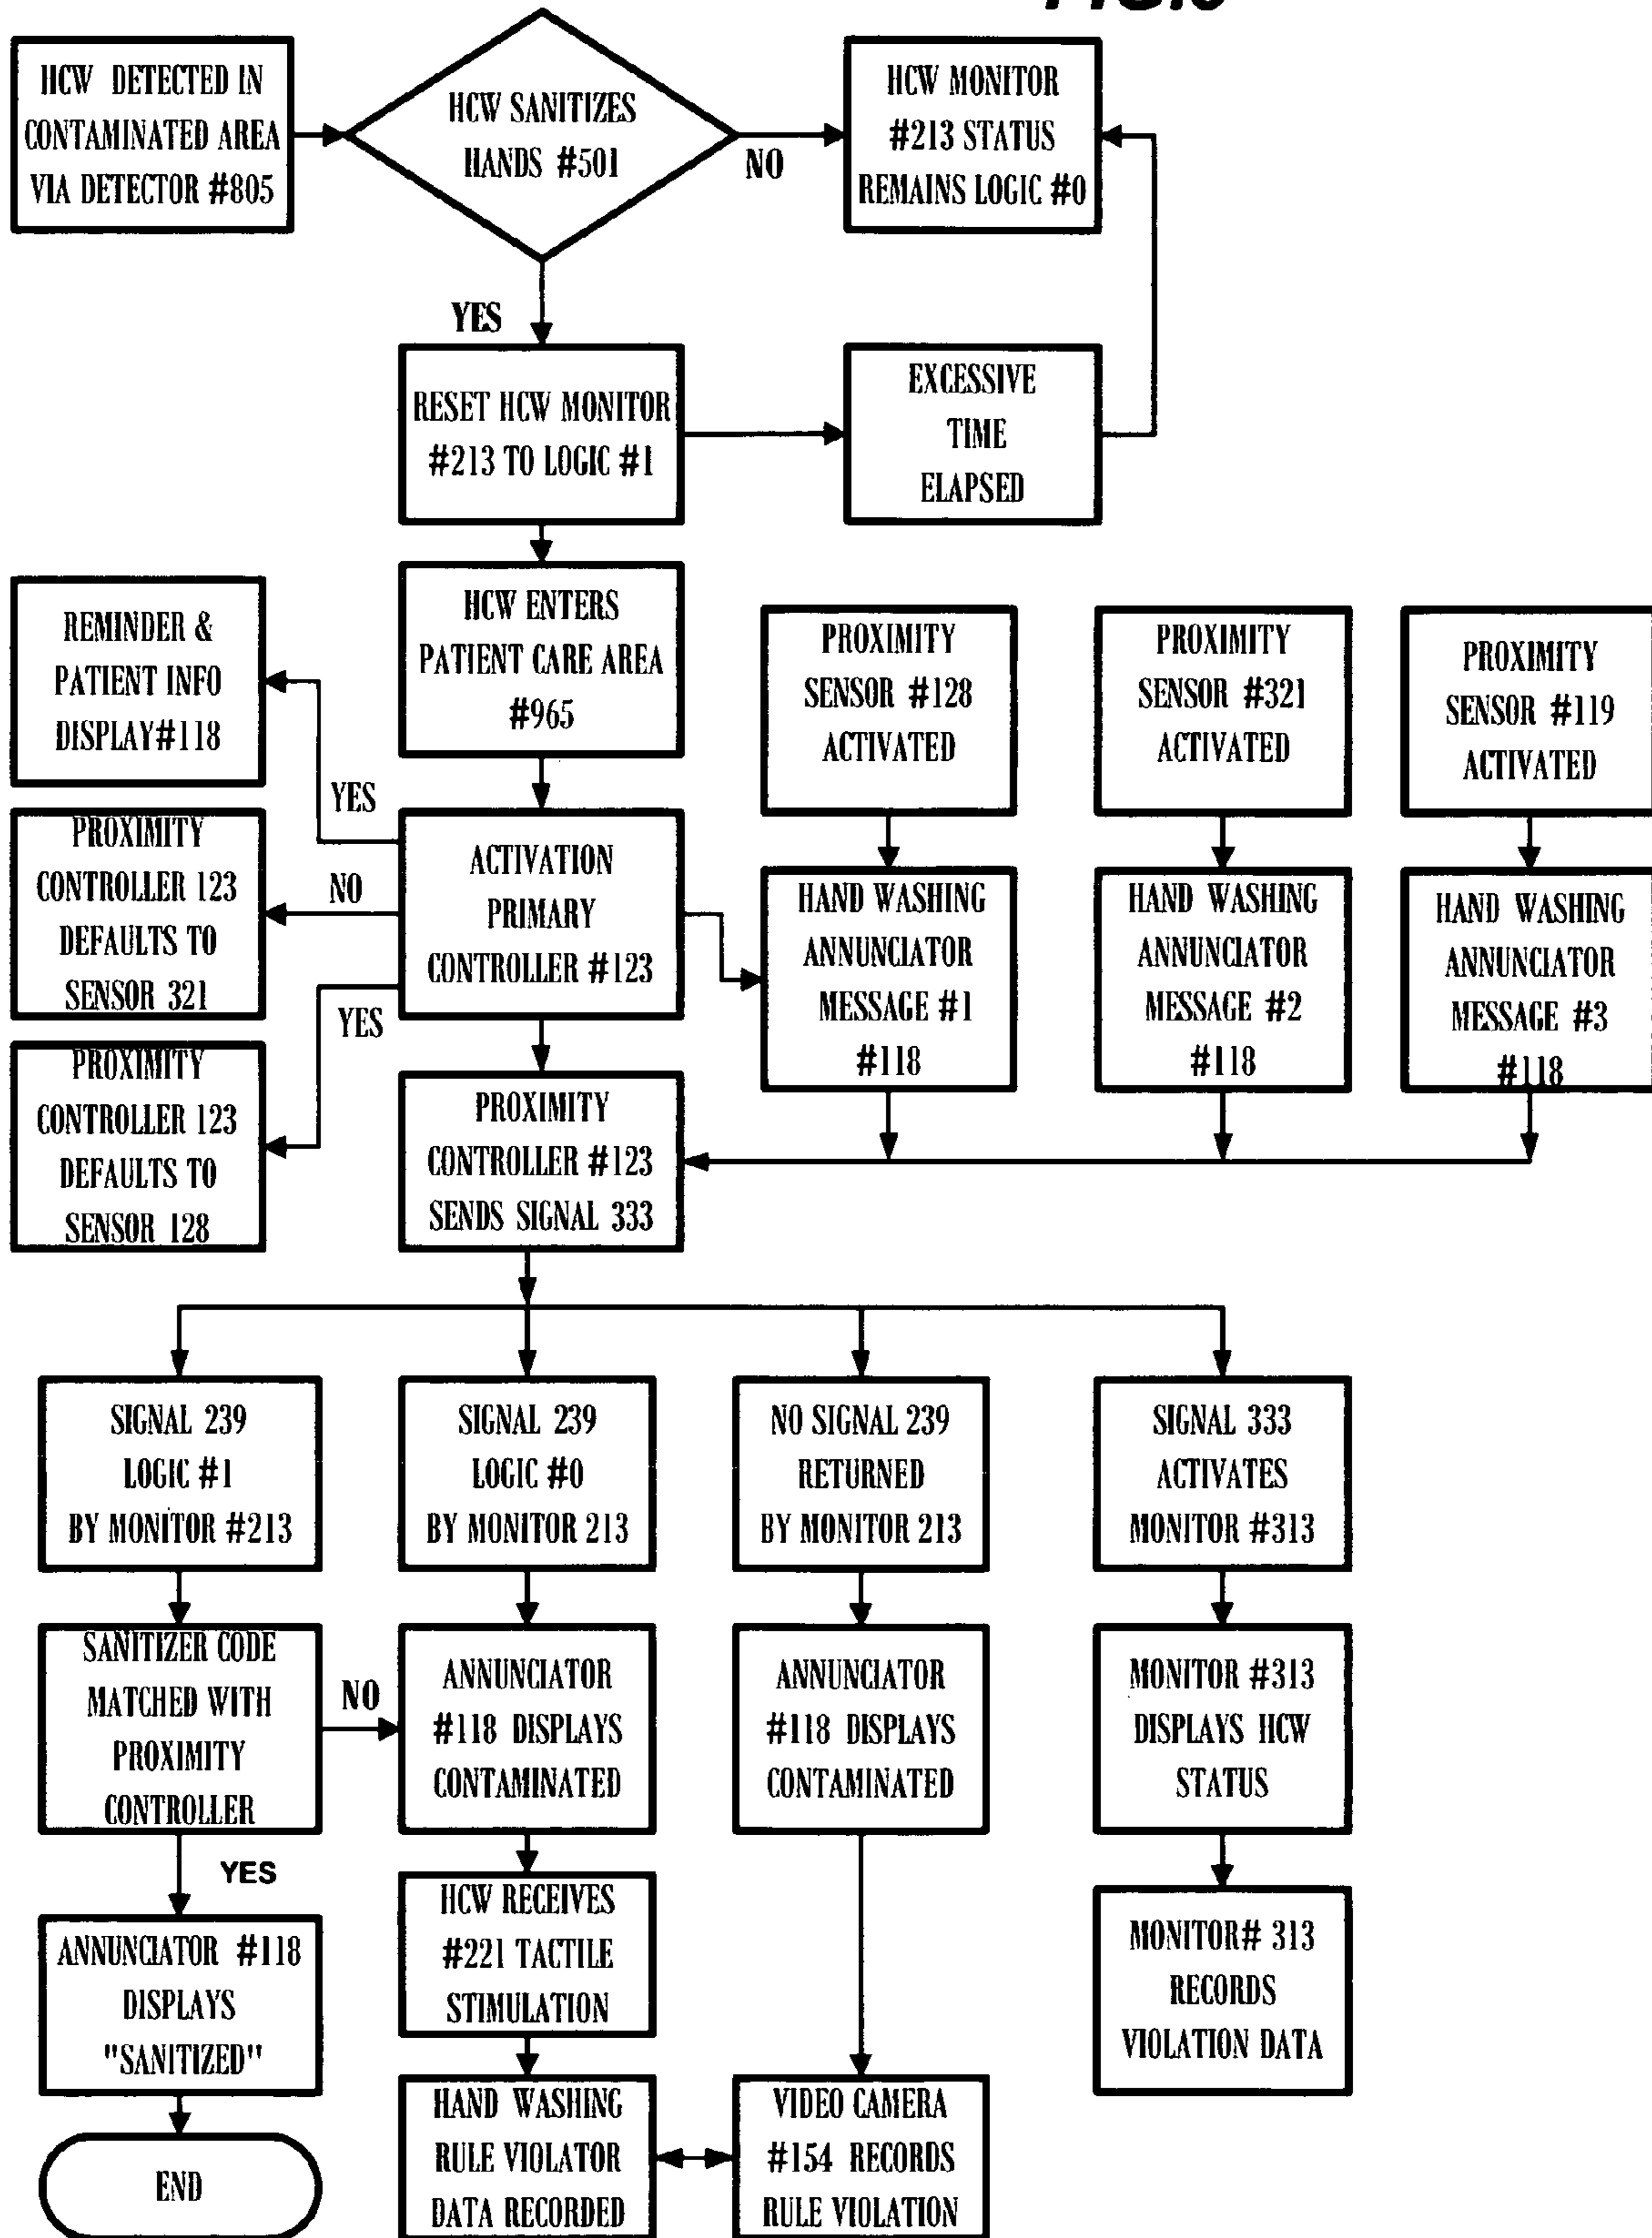 HCW DETECTED IN
CONTAMINATED AREA
VIA DETECTOR #805
HCW SANITIZES
HANDS #501
NO
HCW MONITOR
#213 STATUS
REMAINS LOGIC #0
YES
RESET HCW MONITOR
#213 TO LOGIC #1
EXCESSIVE
TIME
ELAPSED
HCW ENTERS
PATIENT CARE AREA
#965
REMINDER &
PATIENT INFO
DISPLAY#118
YES
PROXIMITY
CONTROLLER 123
DEFAULTS TO
SENSOR 321
NO
ACTIVATION
PRIMARY
CONTROLLER #123
YES
PROXIMITY
CONTROLLER 123
DEFAULTS TO
SENSOR 128
PROXIMITY
SENSOR #128
ACTIVATED
PROXIMITY
SENSOR #321
ACTIVATED
PROXIMITY
SENSOR #119
ACTIVATED
HAND WASHING
ANNUNCIATOR
MESSAGE #1
#118
HAND WASHING
ANNUNCIATOR
MESSAGE #2
#118
HAND WASHING
ANNUNCIATOR
MESSAGE #3
#118
PROXIMITY
CONTROLLER #123
SENDS SIGNAL 333
SIGNAL 239
LOGIC #1
BY MONITOR #213
SIGNAL 239
LOGIC #0
BY MONITOR 213
NO SIGNAL 239
RETURNED
BY MONITOR 213
SIGNAL 333
ACTIVATES
MONITOR #313
SANITIZER CODE
MATCHED WITH
PROXIMITY
CONTROLLER
NO
ANNUNCIATOR
#118 DISPLAYS
CONTAMINATED
ANNUNCIATOR
#118 DISPLAYS
CONTAMINATED
MONITOR #313
DISPLAYS HCW
STATUS
YES
ANNUNCIATOR #118
DISPLAYS
"SANITIZED"
HCW RECEIVES
#221 TACTILE
STIMULATION
MONITOR# 313
RECORDS
VIOLATION DATA
END
HAND WASHING
RULE VIOLATOR
DATA RECORDED
VIDEO CAMERA
#154 RECORDS
RULE VIOLATION